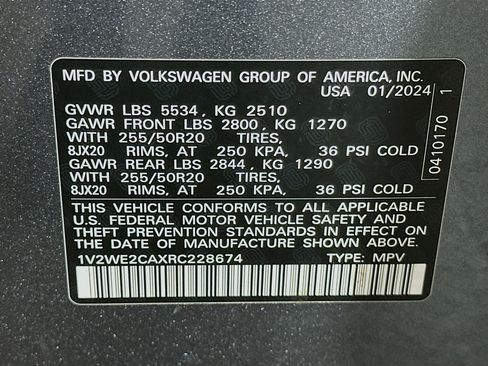 MFD BY VOLKSWAGEN GROUP OF AMERICA, INC.
USA 01/2024
GVWR LBS 5534, KG 2510
GAWR FRONT LBS 2800, KG 1270
WITH 255/50R20 TIRES,
8JX20 RIMS, AT 250 KPA, 36 PSI COLD
GAWR REAR LBS 2844, KG 1290
WITH 255/50R20 TIRES,
8JX20 RIMS, AT 250 KPA, 36 PSI COLD
THIS VEHICLE CONFORMS TO ALL APPLICABLE
U.S. FEDERAL MOTOR VEHICLE SAFETY AND
THEFT PREVENTION STANDARDS IN EFFECT ON
THE DATE OF MANUFACTURE SHOWN ABOVE.
1V2WE2CAXRC228674 TYPE: MPV
0410170 1